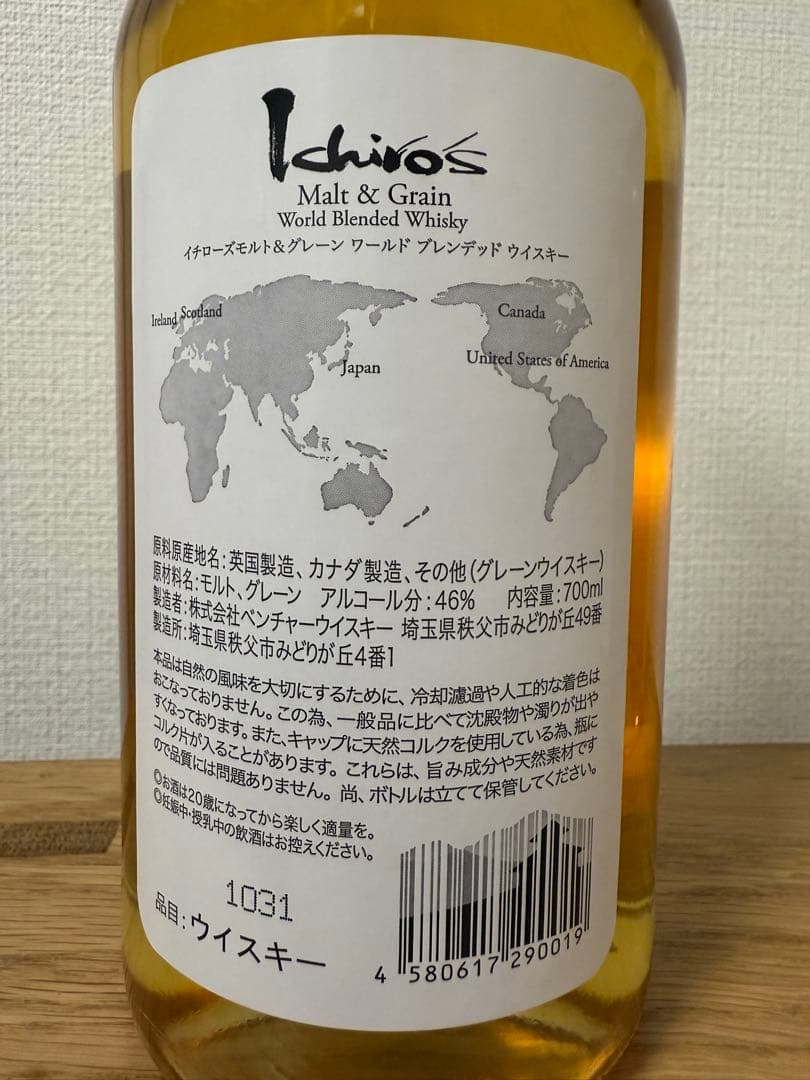 Ichiro's
Malt & Grain
World Blended Whisky
イチローズモルト&グレーン ワールド ブレンデッド ウイスキー
Ireland Scotland
Canada
Japan
United States of America
原料原産地名:英国製造、カナダ製造、その他(グレーンウイスキー)
原材料名:モルト、グレーン アルコール分:46% 内容量:700ml
製造者:株式会社ベンチャーウイスキー 埼玉県秩父市みどりが丘49番
製造所:埼玉県秩父市みどりが丘4番1
本品は自然の風味を大切にするために、冷却濾過や人工的な着色は
おこなっておりません。この為、一般品に比べて沈殿物や濁りが出や
すくなっております。また、キャップに天然コルクを使用している為、瓶に
コルク片が入ることがあります。これらは、旨み成分や天然素材です
ので品質には問題ありません。尚、ボトルは立てて保管してください。
◎お酒は20歳になってから楽しく適量を。
◎妊娠中・授乳中の飲酒はお控えください。
1031
品目:ウイスキー
4 580617 290019